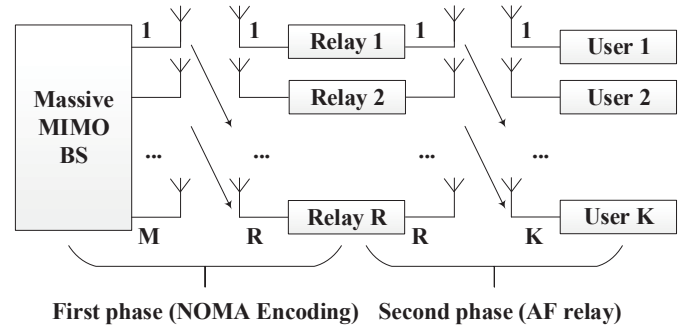 1 1 Relay 1 1 1 User 1
Massive MIMO BS
Relay 2 User 2
... ... ... ...
M R Relay R R K User K
First phase (NOMA Encoding) Second phase (AF relay)